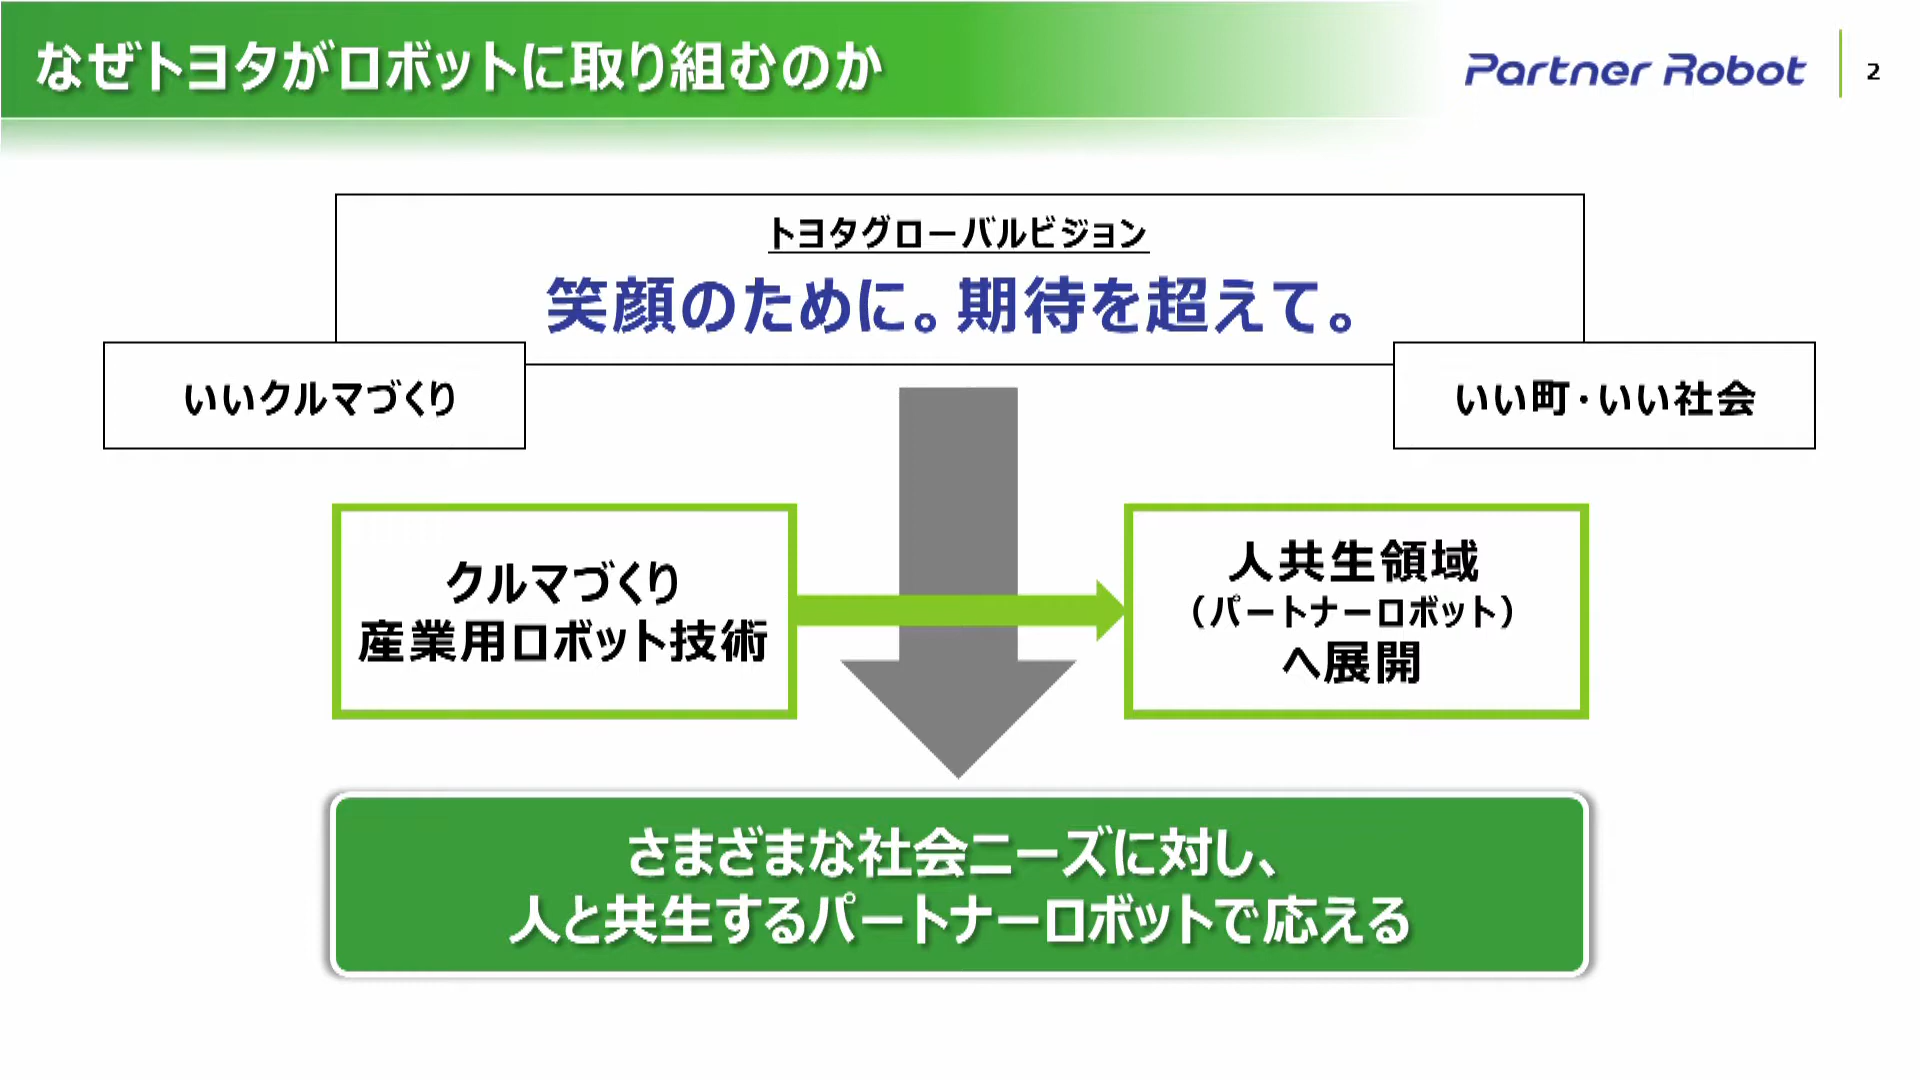 なぜトヨタがロボットに取り組むのか
Partner Robot
2
トヨタグローバルビジョン
笑顔のために。期待を超えて。
いいクルマづくり
いい町・いい社会
クルマづくり
産業用ロボット技術
人共生領域
（パートナーロボット）
へ展開
さまざまな社会ニーズに対し、
人と共生するパートナーロボットで応える